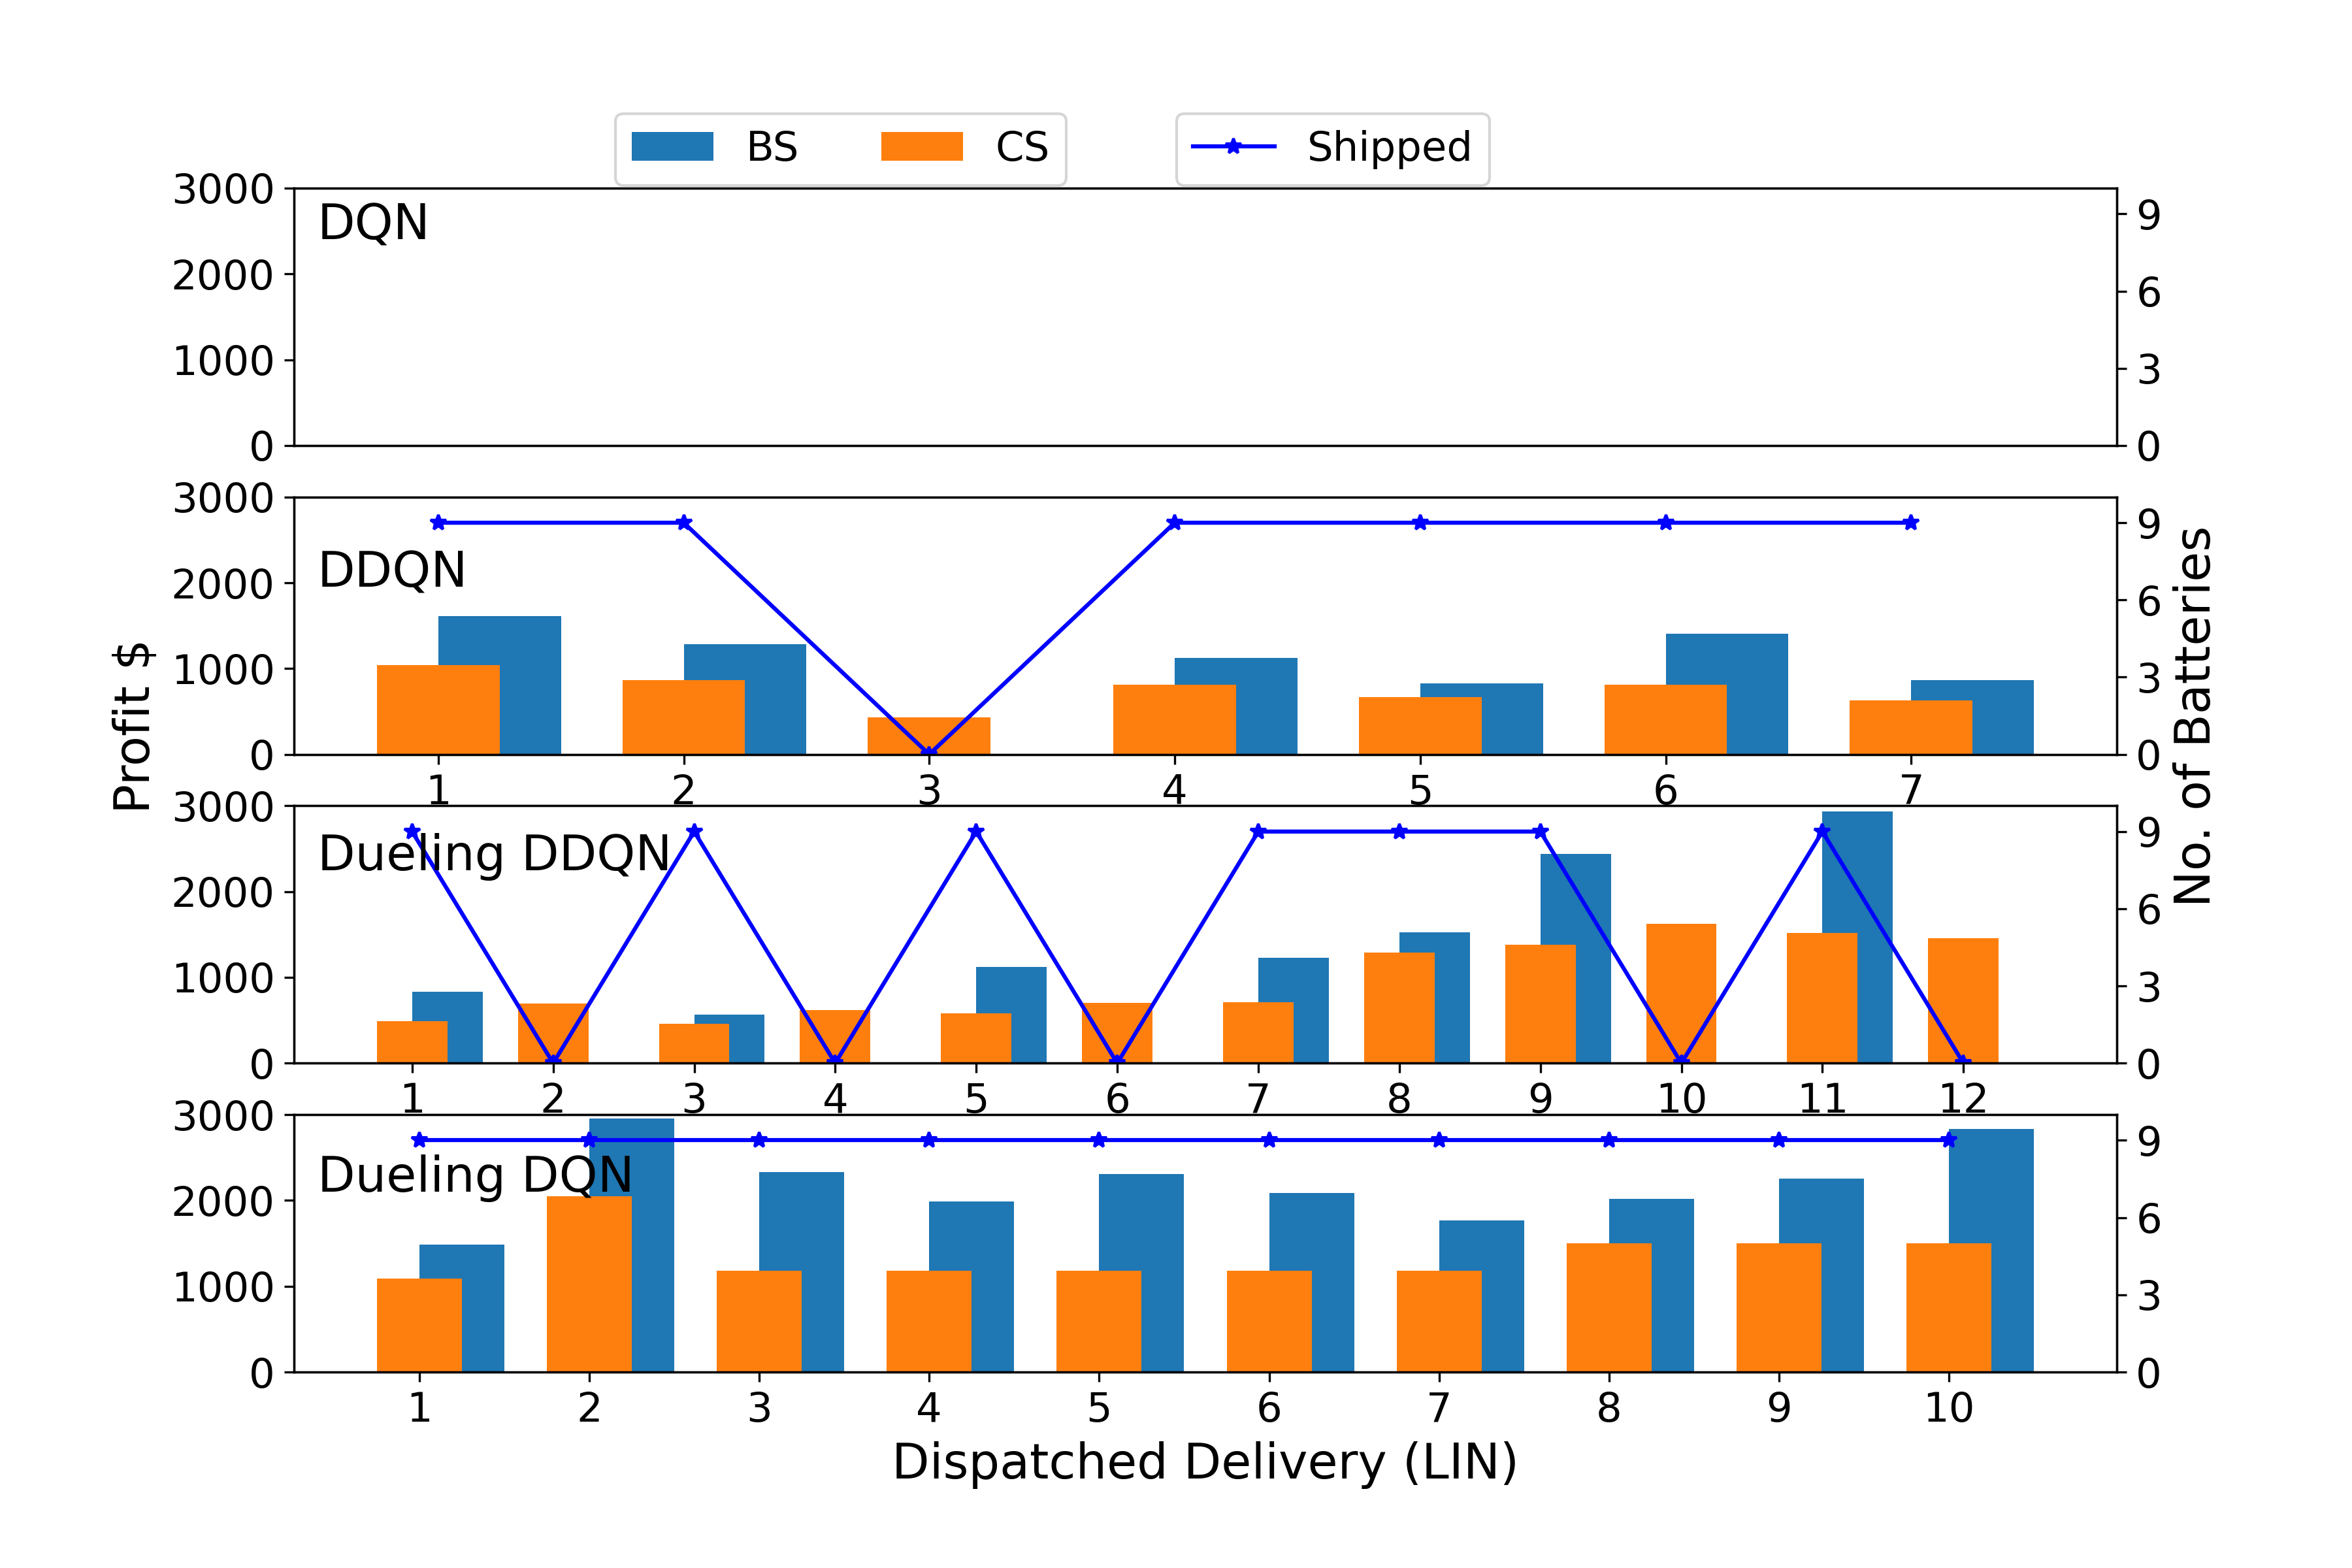 BS CS Shipped
DQN
3000
2000
1000
0
9
6
3
0
DDQN
3000
2000
1000
0
9
6
3
0
1 2 3 4 5 6 7
Profit $
No. of Batteries
Dueling DDQN
3000
2000
1000
0
9
6
3
0
1 2 3 4 5 6 7 8 9 10 11 12
Dueling DQN
3000
2000
1000
0
9
6
3
0
1 2 3 4 5 6 7 8 9 10
Dispatched Delivery (LIN)